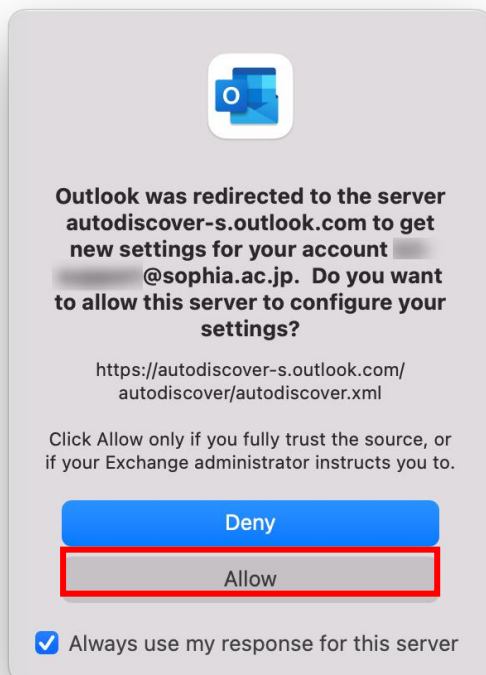 Outlook was redirected to the server
autodiscover-s.outlook.com to get
new settings for your account
@sophia.ac.jp. Do you want
to allow this server to configure your
settings?
https://autodiscover-s.outlook.com/
autodiscover/autodiscover.xml
Click Allow only if you fully trust the source, or
if your Exchange administrator instructs you to.
Deny
Allow
Always use my response for this server